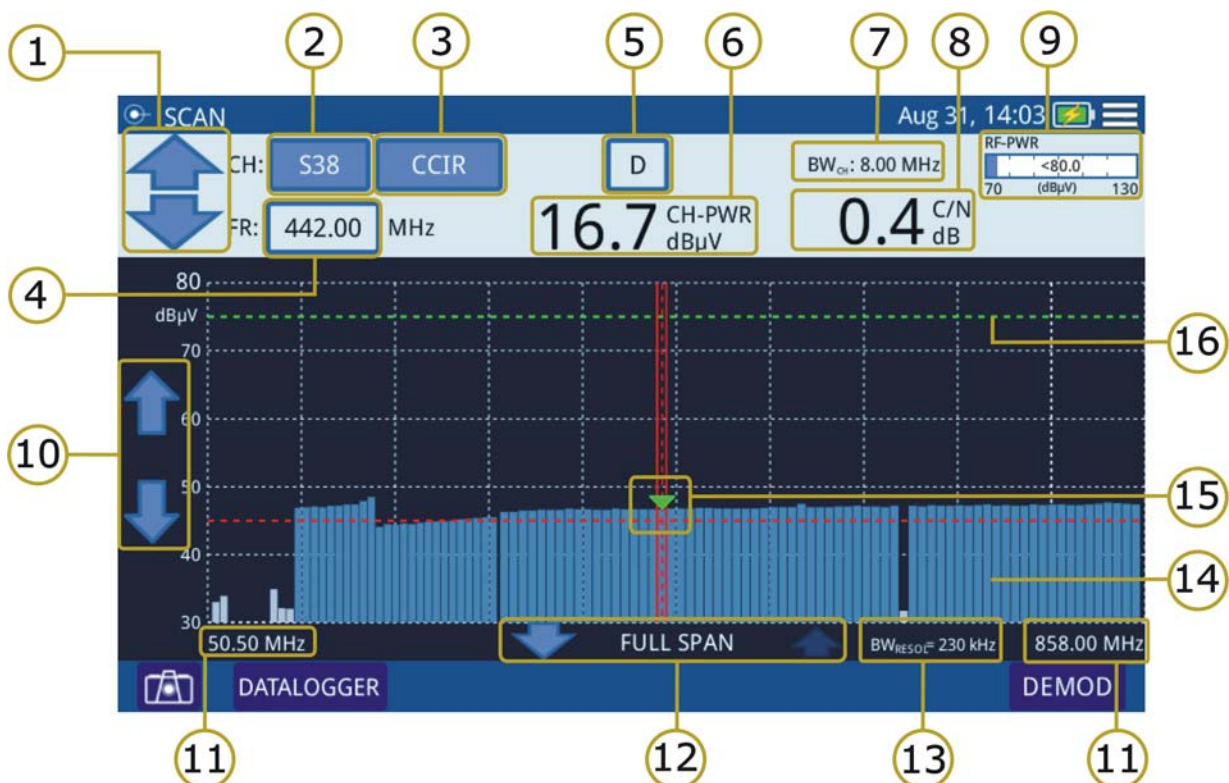 1 2 3 5 6 7 8 9
SCAN Aug 31, 14:03
CH: S38 CCIR D BW_CH: 8.00 MHz RF-PWR
<80.0
70 (dBµV) 130
FR: 442.00 MHz 16.7 CH-PWR dBµV 0.4 C/N dB
4
80
dBµV
16
70
60
10
50
15
40
14
30
50.50 MHz FULL SPAN BW_RESOL= 230 kHz 858.00 MHz
DATALOGGER DEMOD
11 12 13 11